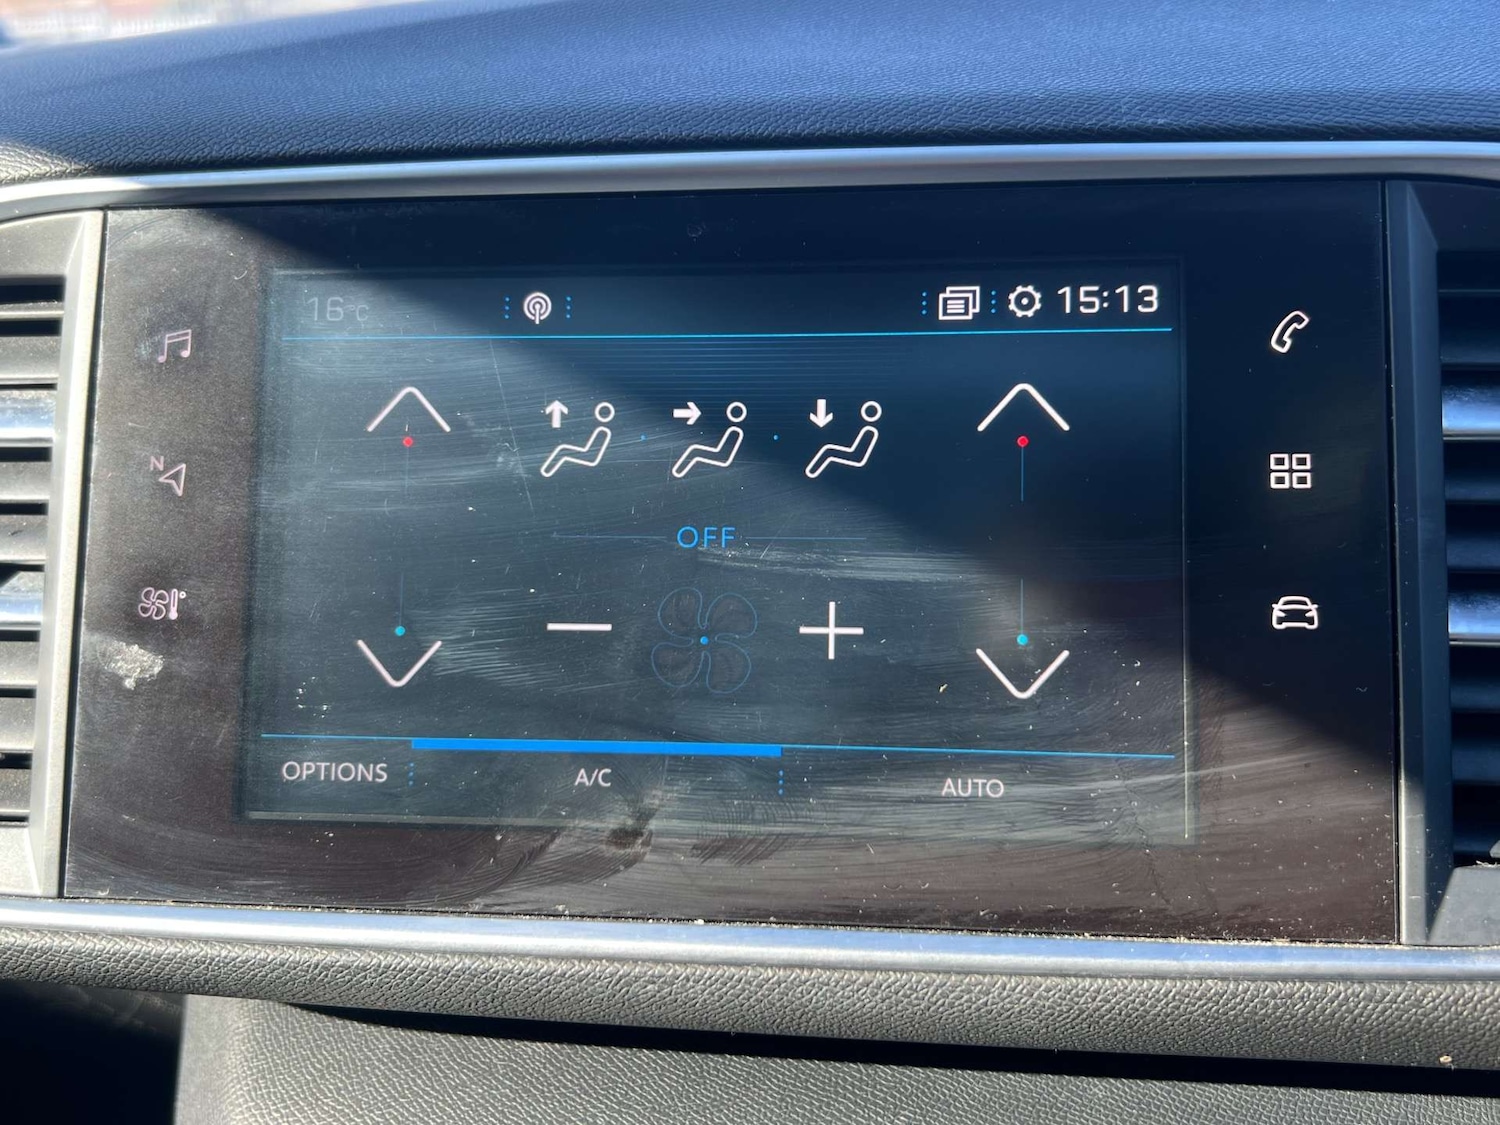 16°C
15:13
N
OFF
OPTIONS
A/C
AUTO